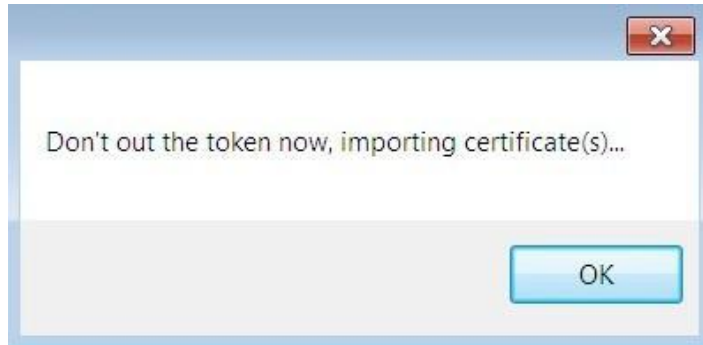 Don't out the token now, importing certificate(s)...
OK